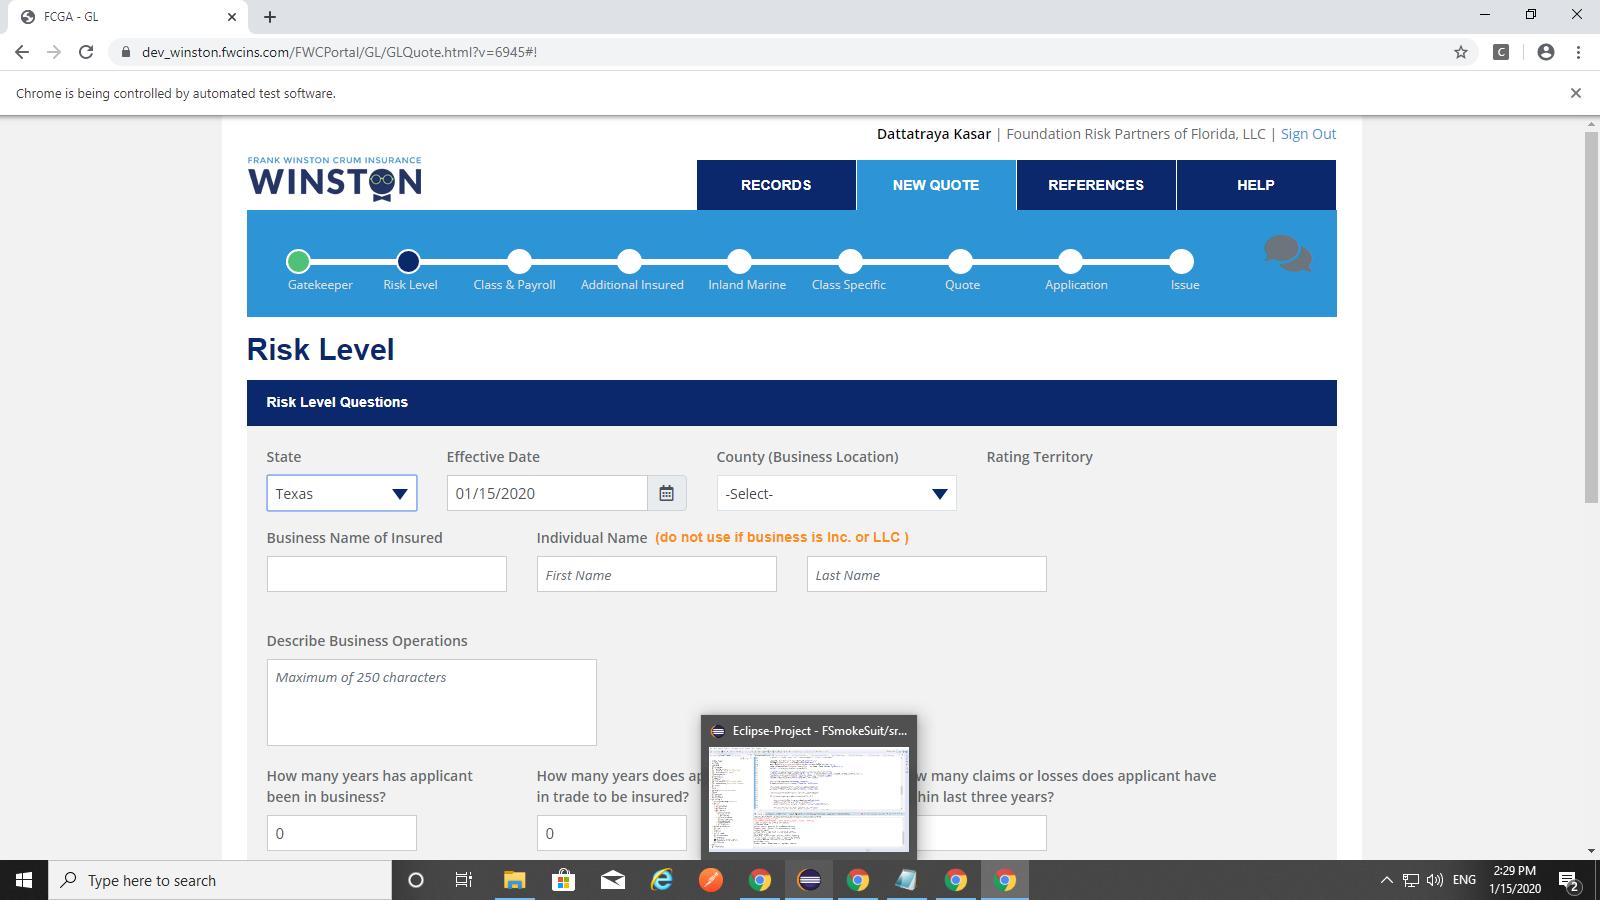 FCGA - GL
dev_winston.fwcins.com/FWCPortal/GL/GLQuote.html?v=6945#!
C
Chrome is being controlled by automated test software.
Dattatraya Kasar | Foundation Risk Partners of Florida, LLC | Sign Out
FRANK WINSTON CRUM INSURANCE
WINSTON
RECORDS NEW QUOTE REFERENCES HELP
Gatekeeper Risk Level Class & Payroll Additional Insured Inland Marine Class Specific Quote Application Issue
Risk Level
Risk Level Questions
State Effective Date County (Business Location) Rating Territory
Texas 01/15/2020 -Select-
Business Name of Insured Individual Name (do not use if business is Inc. or LLC )
First Name Last Name
Describe Business Operations
Maximum of 250 characters
Eclipse-Project - FSmokeSuit/sr...
How many years has applicant How many years does many claims or losses does applicant have
been in business? in trade to be insured? last three years?
0 0
Type here to search
ENG
2:29 PM
1/15/2020
2